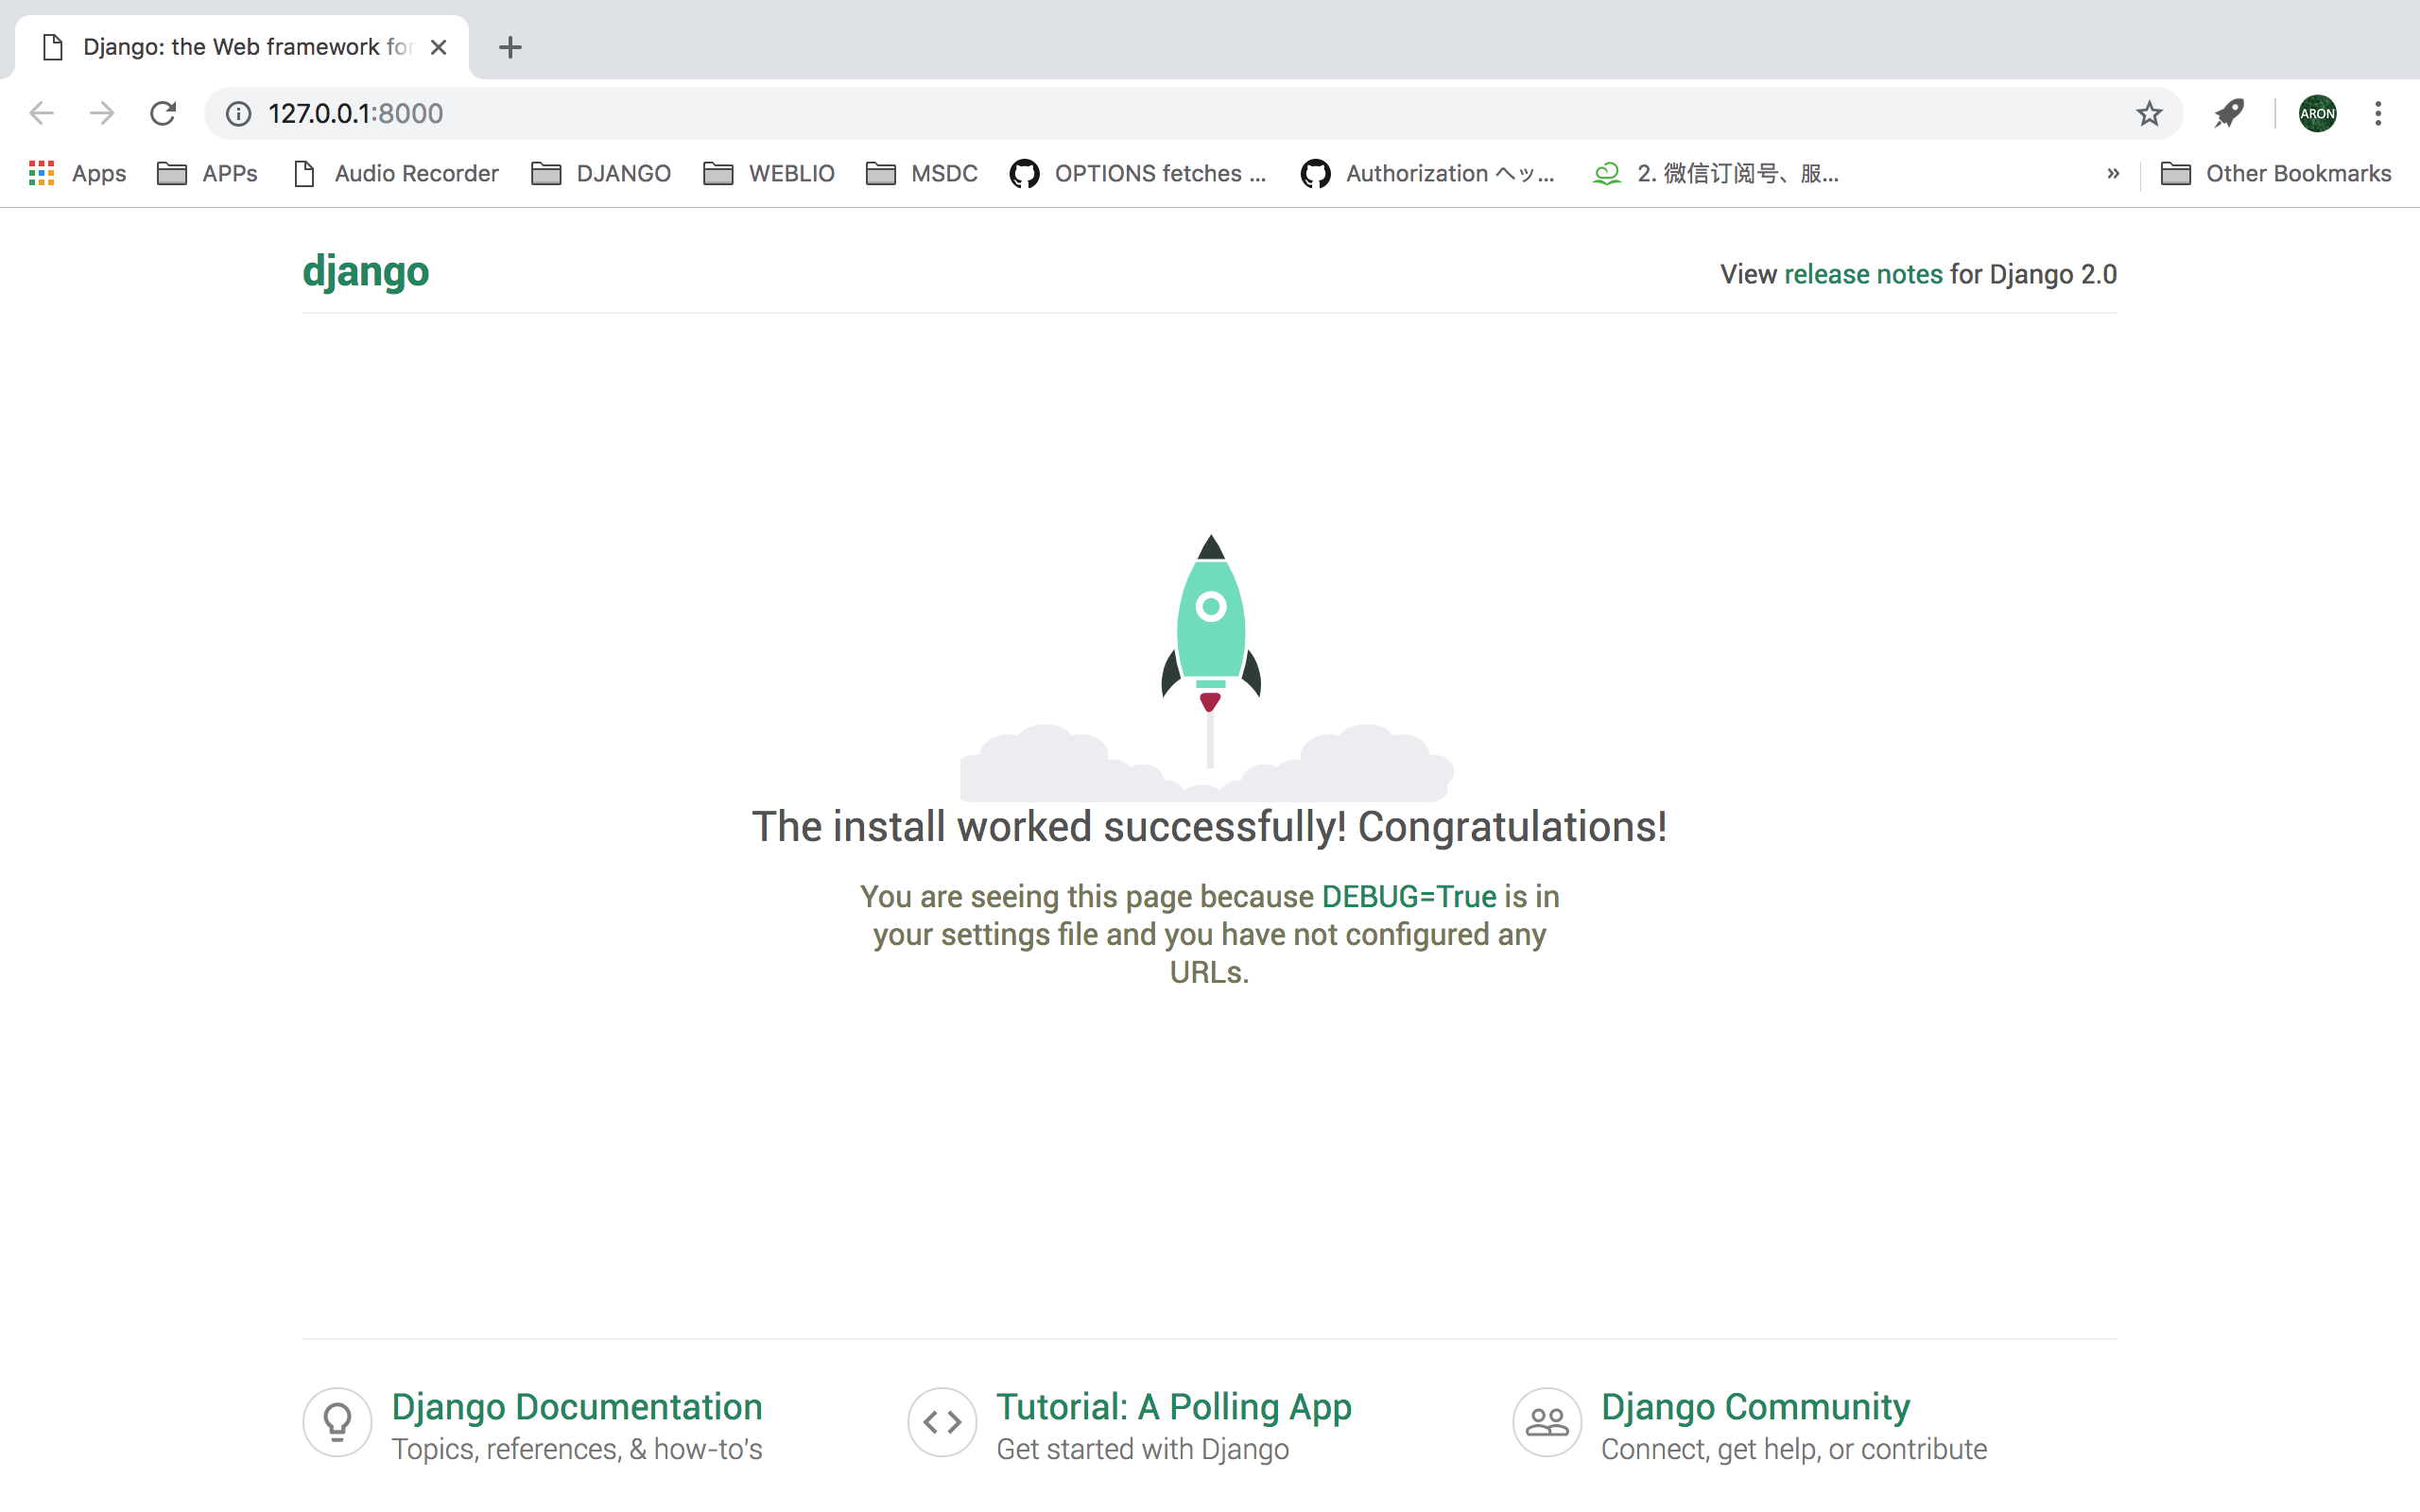 Django: the Web framework for
127.0.0.1:8000
ARON
Apps
APPs
Audio Recorder
DJANGO
WEBLIO
MSDC
OPTIONS fetches ...
Authorization ヘッ...
2. 微信订阅号、服...
»
Other Bookmarks
django
View release notes for Django 2.0
The install worked successfully! Congratulations!
You are seeing this page because DEBUG=True is in
your settings file and you have not configured any
URLs.
Django Documentation
Topics, references, & how-to's
Tutorial: A Polling App
Get started with Django
Django Community
Connect, get help, or contribute